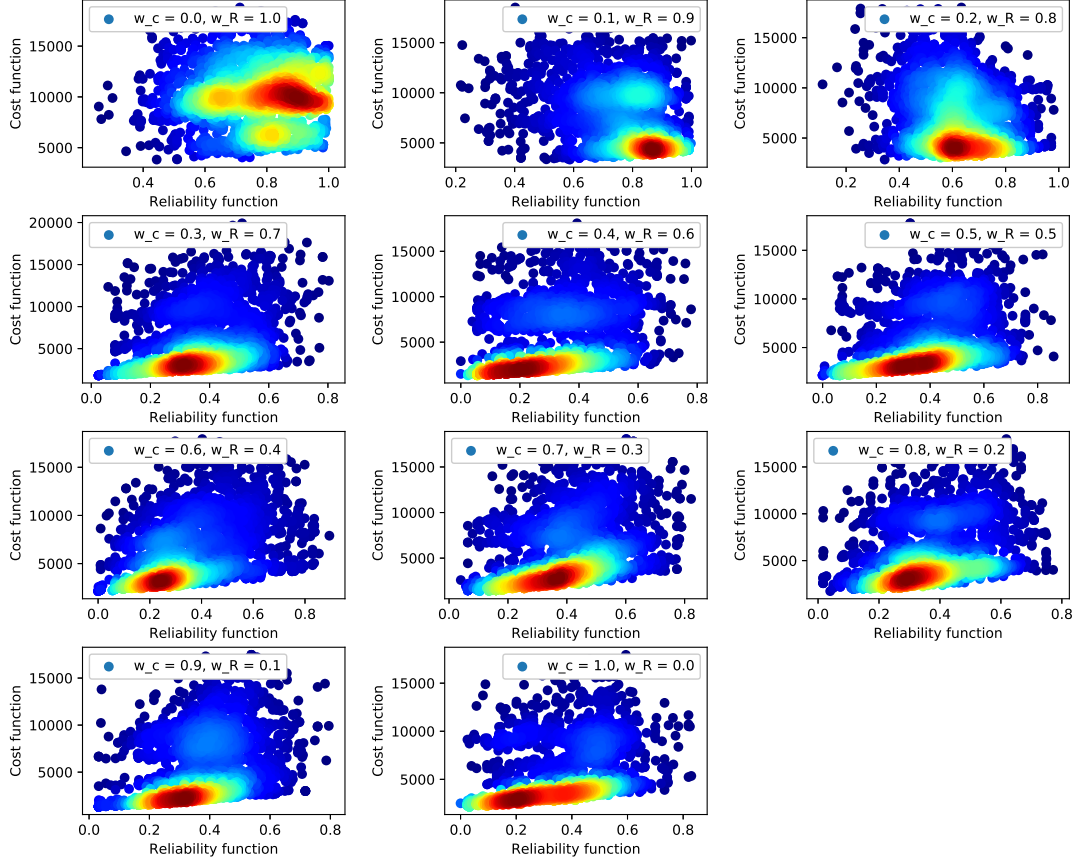 w_c = 0.0, w_R = 1.0
15000
10000
5000
Cost function
0.4
0.6
0.8
1.0
Reliability function
w_c = 0.1, w_R = 0.9
15000
10000
5000
Cost function
0.2
0.4
0.6
0.8
1.0
Reliability function
w_c = 0.2, w_R = 0.8
15000
10000
5000
Cost function
0.2
0.4
0.6
0.8
1.0
Reliability function
w_c = 0.3, w_R = 0.7
20000
15000
10000
5000
Cost function
0.0
0.2
0.4
0.6
0.8
Reliability function
w_c = 0.4, w_R = 0.6
15000
10000
5000
Cost function
0.0
0.2
0.4
0.6
0.8
Reliability function
w_c = 0.5, w_R = 0.5
15000
10000
5000
Cost function
0.0
0.2
0.4
0.6
0.8
Reliability function
w_c = 0.6, w_R = 0.4
15000
10000
5000
Cost function
0.0
0.2
0.4
0.6
0.8
Reliability function
w_c = 0.7, w_R = 0.3
15000
10000
5000
Cost function
0.0
0.2
0.4
0.6
0.8
Reliability function
w_c = 0.8, w_R = 0.2
15000
10000
5000
Cost function
0.0
0.2
0.4
0.6
0.8
Reliability function
w_c = 0.9, w_R = 0.1
15000
10000
5000
Cost function
0.0
0.2
0.4
0.6
0.8
Reliability function
w_c = 1.0, w_R = 0.0
15000
10000
5000
Cost function
0.0
0.2
0.4
0.6
0.8
Reliability function